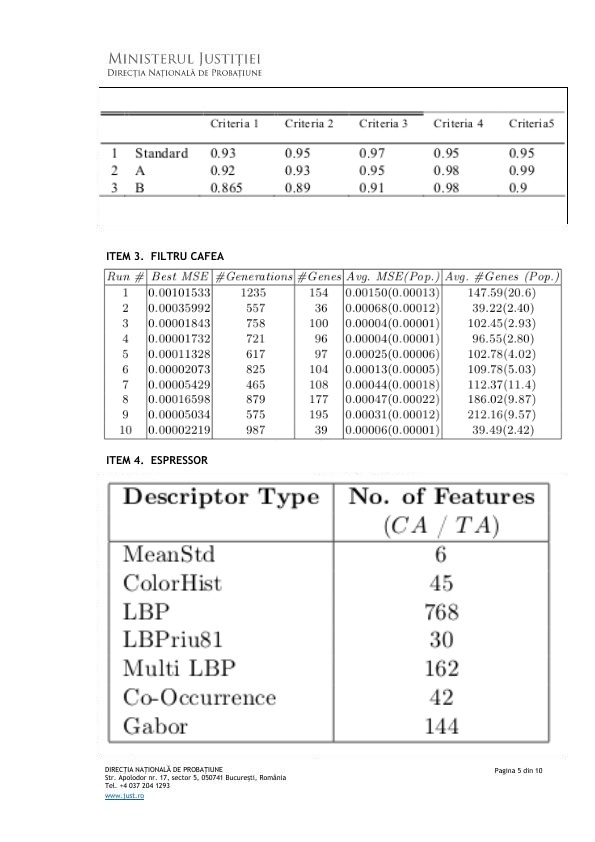 MINISTERUL JUSTIȚIEI
DIRECȚIA NAȚIONALĂ DE PROBAȚIUNE
Criteria 1 Criteria 2 Criteria 3 Criteria 4 Criteria5
1 Standard 0.93 0.95 0.97 0.95 0.95
2 A 0.92 0.93 0.95 0.98 0.99
3 B 0.865 0.89 0.91 0.98 0.9
ITEM 3. FILTRU CAFEA
Run # Best MSE #Generations #Genes Avg. MSE(Pop.) Avg. #Genes (Pop.)
1 0.00101533 1235 154 0.00150(0.00013) 147.59(20.6)
2 0.00035992 557 36 0.00068(0.00012) 39.22(2.40)
3 0.00001843 758 100 0.00004(0.00001) 102.45(2.93)
4 0.00001732 721 96 0.00004(0.00001) 96.55(2.80)
5 0.00011328 617 97 0.00025(0.00006) 102.78(4.02)
6 0.00002073 825 104 0.00013(0.00005) 109.78(5.03)
7 0.00005429 465 108 0.00044(0.00018) 112.37(11.4)
8 0.00016598 879 177 0.00047(0.00022) 186.02(9.87)
9 0.00005034 575 195 0.00031(0.00012) 212.16(9.57)
10 0.00002219 987 39 0.00006(0.00001) 39.49(2.42)
ITEM 4. ESPRESSOR
Descriptor Type No. of Features
(CA / TA)
MeanStd 6
ColorHist 45
LBP 768
LBPriu81 30
Multi LBP 162
Co-Occurrence 42
Gabor 144
DIRECȚIA NAȚIONALĂ DE PROBAȚIUNE
Str. Apolodor nr. 17, sector 5, 050741 București, România
Tel. +4 037 204 1293
www.just.ro
Pagina 5 din 10